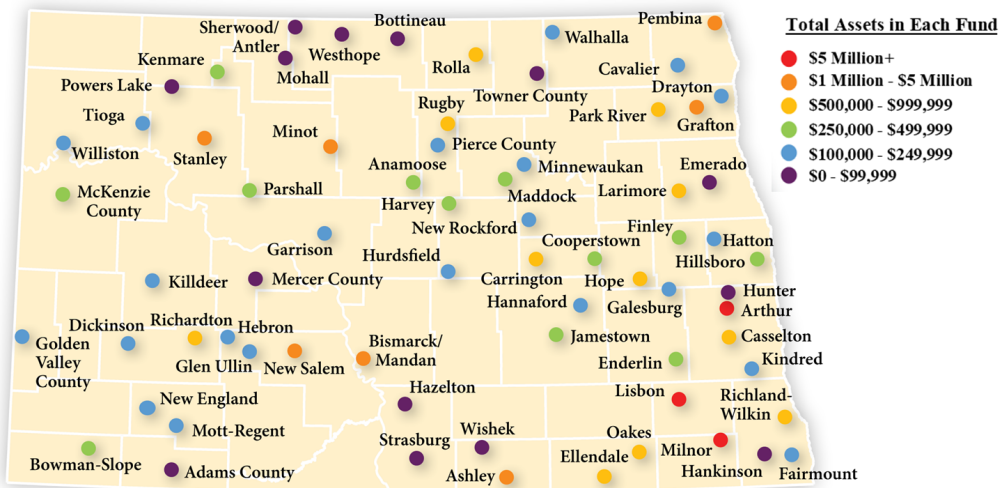 Total Assets in Each Fund
$5 Million+
$1 Million - $5 Million
$500,000 - $999,999
$250,000 - $499,999
$100,000 - $249,999
$0 - $99,999
Sherwood/
Antler
Bottineau
Pembina
Westhope
Walhalla
Kenmare
Mohall
Rolla
Cavalier
Powers Lake
Towner County
Drayton
Tioga
Rugby
Park River
Grafton
Minot
Williston
Stanley
Pierce County
Anamoose
Minnewaukan
Emerado
McKenzie
County
Parshall
Maddock
Larimore
Harvey
New Rockford
Finley
Garrison
Cooperstown
Hatton
Hurdsfield
Hillsboro
Killdeer
Mercer County
Carrington
Hope
Hunter
Hannaford
Galesburg
Arthur
Dickinson
Richardton
Hebron
Jamestown
Casselton
Golden
Valley
County
Glen Ullin
New Salem
Bismarck/
Mandan
Enderlin
Kindred
Hazelton
Lisbon
Richland-
Wilkin
New England
Mott-Regent
Strasburg
Wishek
Oakes
Milnor
Bowman-Slope
Adams County
Ashley
Ellendale
Hankinson
Fairmount